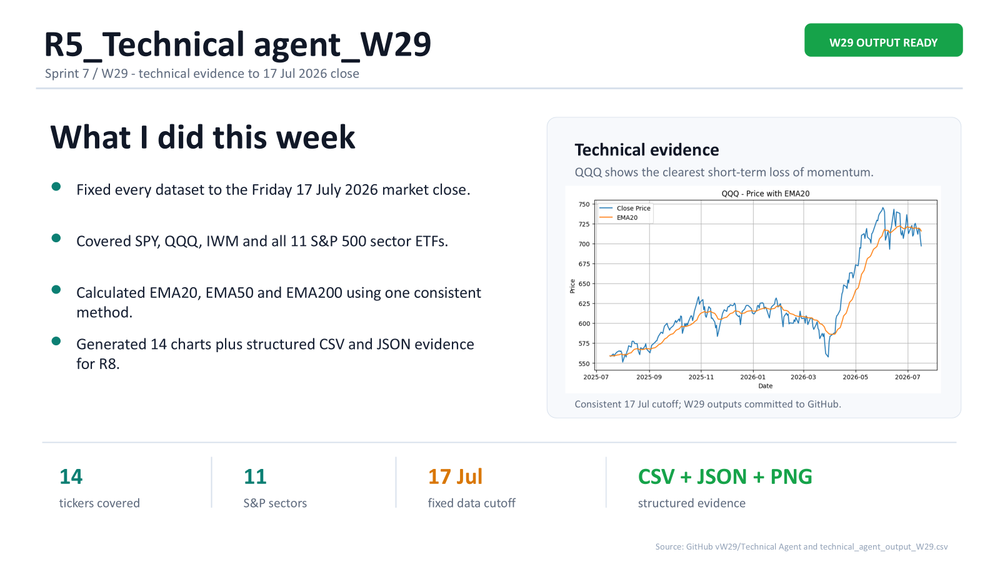 R5_Technical agent_W29
W29 OUTPUT READY
Sprint 7 / W29 - technical evidence to 17 Jul 2026 close
What I did this week
Fixed every dataset to the Friday 17 July 2026 market close.
Covered SPY, QQQ, IWM and all 11 S&P 500 sector ETFs.
Calculated EMA20, EMA50 and EMA200 using one consistent
method.
Generated 14 charts plus structured CSV and JSON evidence
for R8.
Technical evidence
QQQ shows the clearest short-term loss of momentum.
QQQ - Price with EMA20
Close Price
EMA20
750
725
700
675
650
625
600
575
550
Price
2025-07 2025-09 2025-11 2026-01 2026-03 2026-05 2026-07
Date
Consistent 17 Jul cutoff; W29 outputs committed to GitHub.
14
tickers covered
11
S&P sectors
17 Jul
fixed data cutoff
CSV + JSON + PNG
structured evidence
Source: GitHub vW29/Technical Agent and technical_agent_output_W29.csv